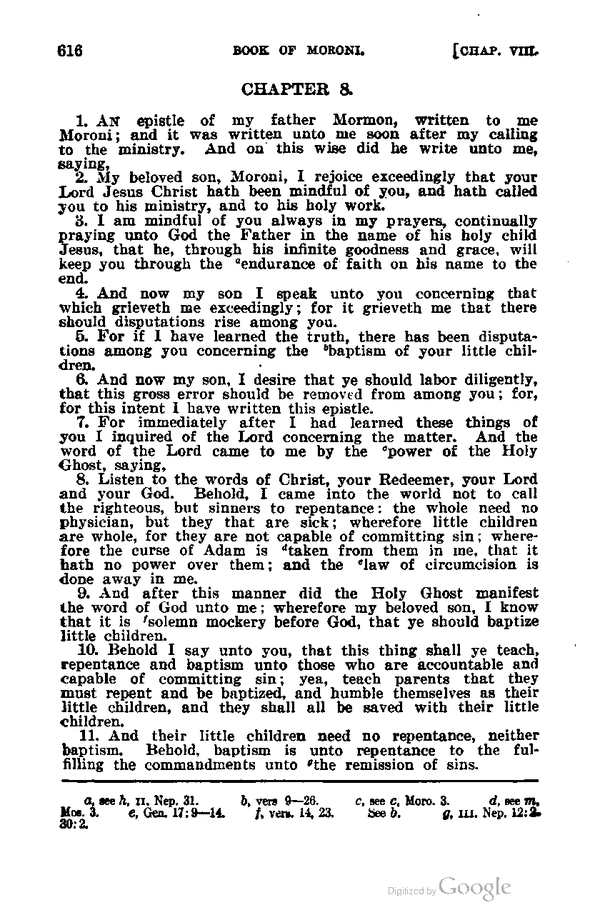 616 BOOK OF MORONI. [CHAP. VIII.
CHAPTER 8.
1. AN epistle of my father Mormon, written to me
Moroni; and it was written unto me soon after my calling
to the ministry. And on this wise did he write unto me,
saying,
2. My beloved son, Moroni, I rejoice exceedingly that your
Lord Jesus Christ hath been mindful of you, and hath called
you to his ministry, and to his holy work.
3. I am mindful of you always in my prayers, continually
praying unto God the Father in the name of his holy child
Jesus, that he, through his infinite goodness and grace, will
keep you through the ᵃendurance of faith on his name to the
end.
4. And now my son I speak unto you concerning that
which grieveth me exceedingly; for it grieveth me that there
should disputations rise among you.
5. For if I have learned the truth, there has been disputa-
tions among you concerning the ᵇbaptism of your little chil-
dren.
6. And now my son, I desire that ye should labor diligently,
that this gross error should be removed from among you; for,
for this intent I have written this epistle.
7. For immediately after I had learned these things of
you I inquired of the Lord concerning the matter. And the
word of the Lord came to me by the ᶜpower of the Holy
Ghost, saying,
8. Listen to the words of Christ, your Redeemer, your Lord
and your God. Behold, I came into the world not to call
the righteous, but sinners to repentance: the whole need no
physician, but they that are sick; wherefore little children
are whole, for they are not capable of committing sin; where-
fore the curse of Adam is ᵈtaken from them in me, that it
hath no power over them; and the ᵉlaw of circumcision is
done away in me.
9. And after this manner did the Holy Ghost manifest
the word of God unto me; wherefore my beloved son, I know
that it is ᶠsolemn mockery before God, that ye should baptize
little children.
10. Behold I say unto you, that this thing shall ye teach,
repentance and baptism unto those who are accountable and
capable of committing sin; yea, teach parents that they
must repent and be baptized, and humble themselves as their
little children, and they shall all be saved with their little
children.
11. And their little children need no repentance, neither
baptism. Behold, baptism is unto repentance to the ful-
filling the commandments unto ᵍthe remission of sins.
a, see h, II. Nep. 31. b, vers 9—26. c, see c, Moro. 3. d, see m,
Mos. 3. e, Gen. 17:9—14. f, vers. 14, 23. See b. g, III. Nep. 12:2.
30:2.
Digitized by Google